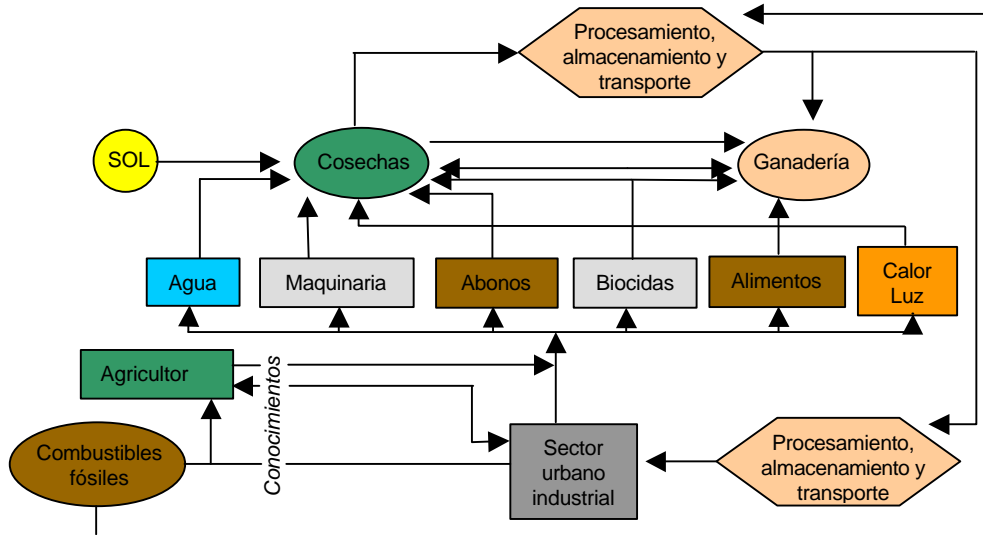 Procesamiento,
almacenamiento y
transporte
SOL
Cosechas
Ganadería
Agua
Maquinaria
Abonos
Biocidas
Alimentos
Calor
Luz
Agricultor
Conocimientos
Combustibles
fósiles
Sector
urbano
industrial
Procesamiento,
almacenamiento y
transporte